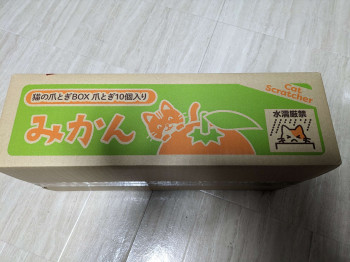 猫の爪とぎBOX 爪とぎ10個入り
みかん
Cat
Scratcher
水濡厳禁